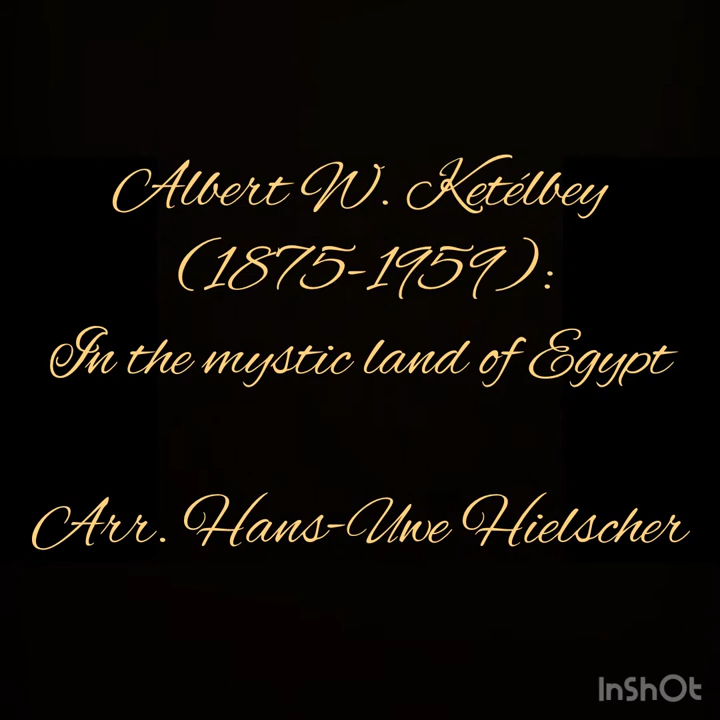 Albert W. Ketélbey
(1875-1959):
In the mystic land of Egypt
Arr. Hans-Uwe Hielscher
InShOt